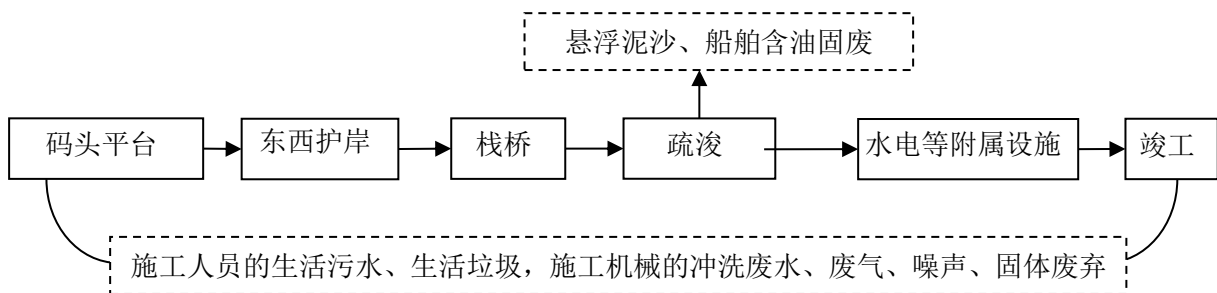 悬浮泥沙、船舶含油固废
码头平台
东西护岸
栈桥
疏浚
水电等附属设施
竣工
施工人员的生活污水、生活垃圾，施工机械的冲洗废水、废气、噪声、固体废弃